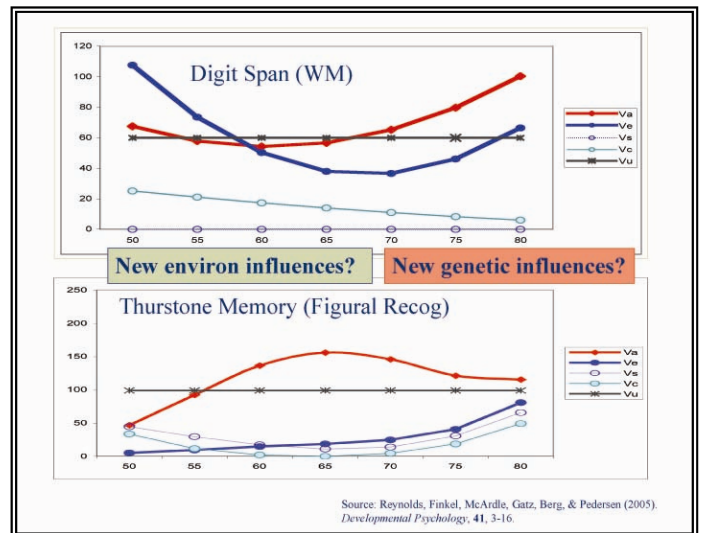 Digit Span (WM)
120
100
80
60
40
20
0
50 55 60 65 70 75 80
Va
Ve
Vs
Vc
Vu
New environ influences? New genetic influences?
Thurstone Memory (Figural Recog)
250
200
150
100
50
0
50 55 60 65 70 75 80
Va
Ve
Vs
Vc
Vu
Source: Reynolds, Finkel, McArdle, Gatz, Berg, & Pedersen (2005).
Developmental Psychology, 41, 3-16.